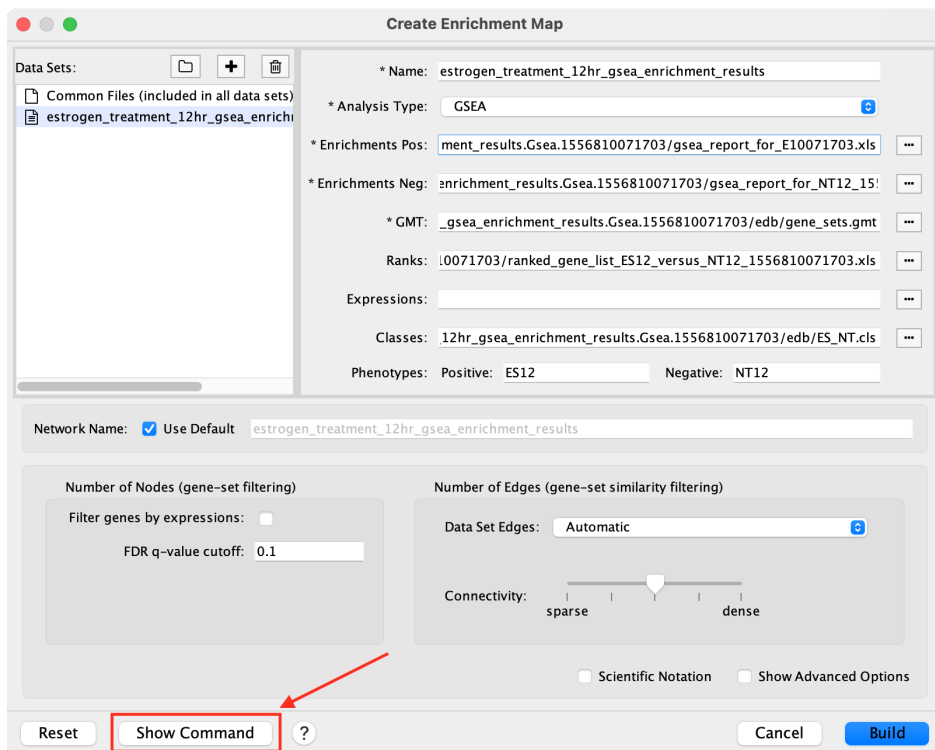 Create Enrichment Map
Data Sets:
Common Files (included in all data sets)
estrogen_treatment_12hr_gsea_enrichr
* Name: estrogen_treatment_12hr_gsea_enrichment_results
* Analysis Type: GSEA
* Enrichments Pos: ment_results.Gsea.1556810071703/gsea_report_for_E10071703.xls ...
* Enrichments Neg: enrichment_results.Gsea.1556810071703/gsea_report_for_NT12_15 ...
* GMT: _gsea_enrichment_results.Gsea.1556810071703/edb/gene_sets.gmt ...
Ranks: 10071703/ranked_gene_list_ES12_versus_NT12_1556810071703.xls ...
Expressions: ...
Classes: 12hr_gsea_enrichment_results.Gsea.1556810071703/edb/ES_NT.cls ...
Phenotypes: Positive: ES12 Negative: NT12
Network Name: Use Default estrogen_treatment_12hr_gsea_enrichment_results
Number of Nodes (gene-set filtering)
Filter genes by expressions:
FDR q-value cutoff: 0.1
Number of Edges (gene-set similarity filtering)
Data Set Edges: Automatic
Connectivity:
sparse dense
Scientific Notation Show Advanced Options
Reset Show Command ? Cancel Build